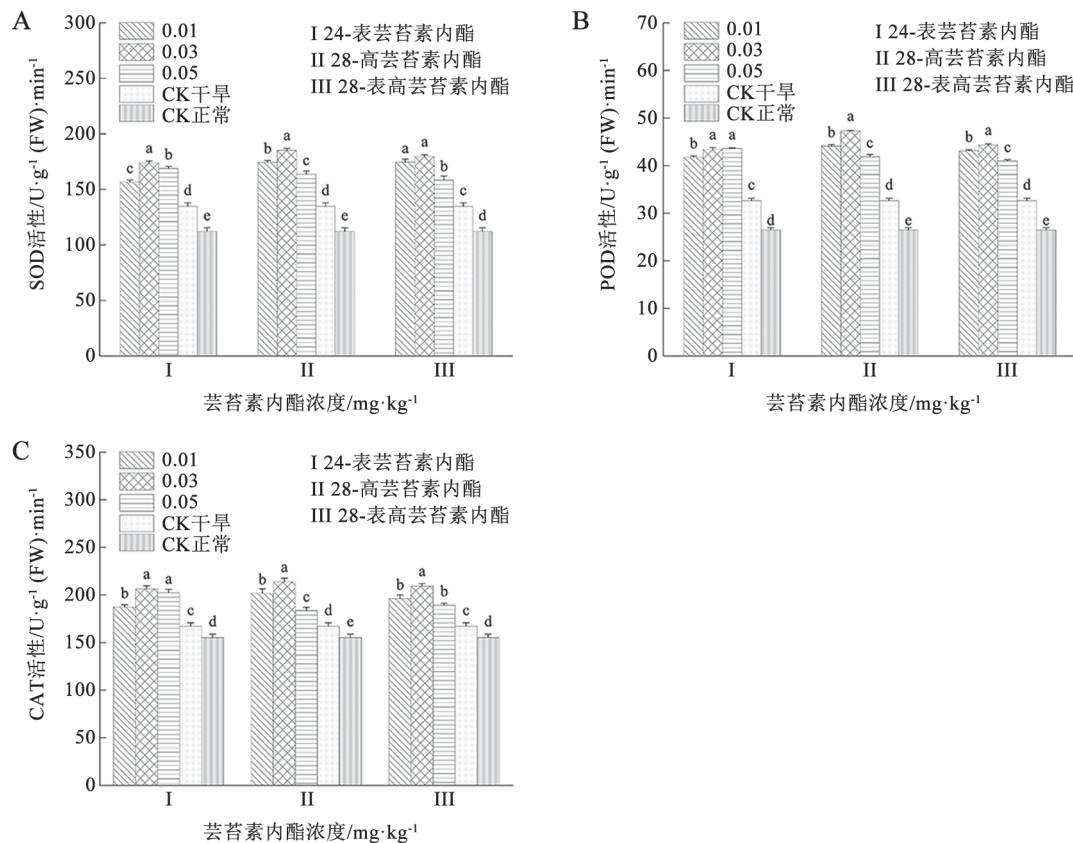 A
SOD活性/U·g⁻¹ (FW)·min⁻¹
300
250
200
150
100
50
0
0.01
0.03
0.05
CK干旱
CK正常
I 24-表芸苔素内酯
II 28-高芸苔素内酯
III 28-表高芸苔素内酯
c a b d e
b a c d e
a a b c d
I II III
芸苔素内酯浓度/mg·kg⁻¹
B
POD活性/U·g⁻¹ (FW)·min⁻¹
70
60
50
40
30
20
10
0
0.01
0.03
0.05
CK干旱
CK正常
I 24-表芸苔素内酯
II 28-高芸苔素内酯
III 28-表高芸苔素内酯
b a a c d
b a c d e
b a c d e
I II III
芸苔素内酯浓度/mg·kg⁻¹
C
CAT活性/U·g⁻¹ (FW)·min⁻¹
350
300
250
200
150
100
50
0
0.01
0.03
0.05
CK干旱
CK正常
I 24-表芸苔素内酯
II 28-高芸苔素内酯
III 28-表高芸苔素内酯
b a a c d
b a c d e
b a b c d
I II III
芸苔素内酯浓度/mg·kg⁻¹